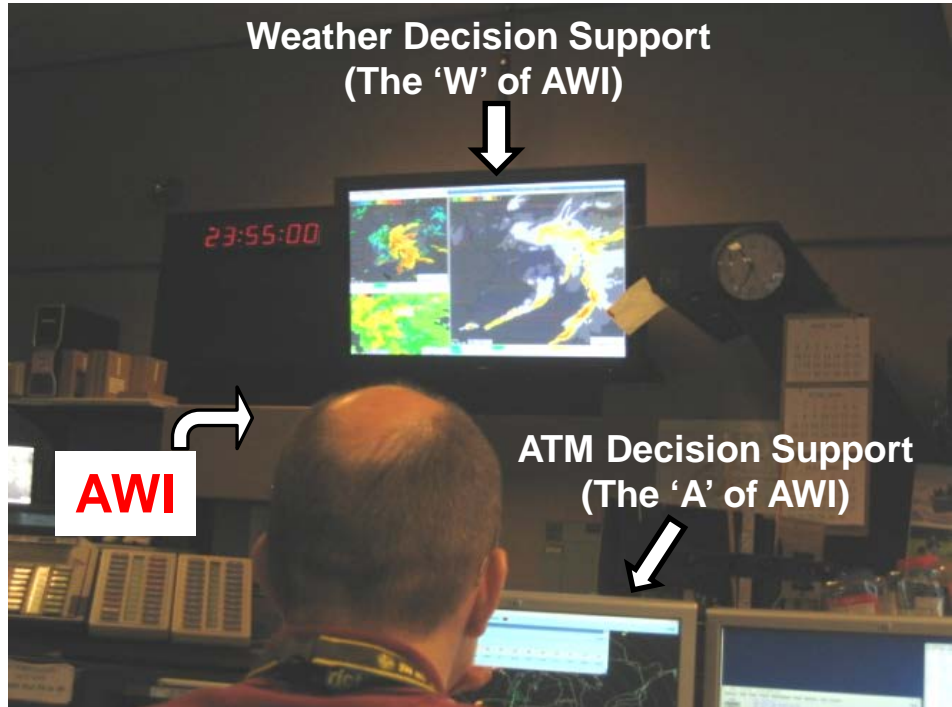 Weather Decision Support
(The ‘W’ of AWI)
23:55:00
AWI
ATM Decision Support
(The ‘A’ of AWI)